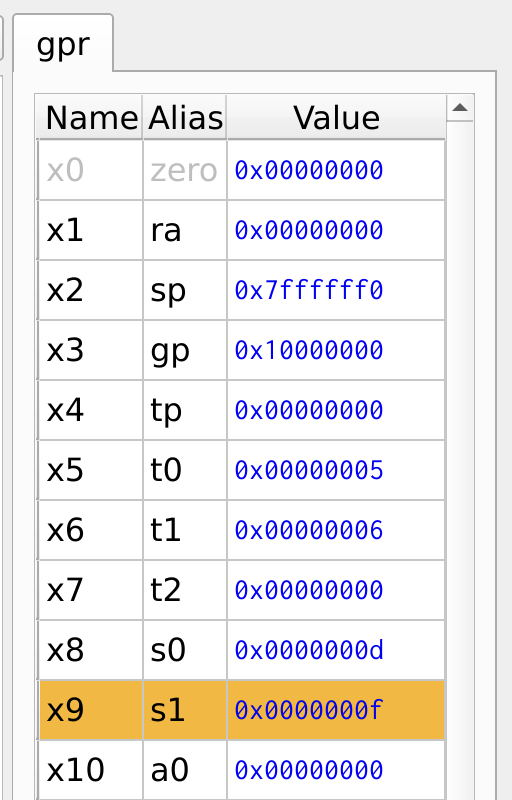 gpr
Name Alias Value
x0 zero 0x00000000
x1 ra 0x00000000
x2 sp 0x7ffffff0
x3 gp 0x10000000
x4 tp 0x00000000
x5 t0 0x00000005
x6 t1 0x00000006
x7 t2 0x00000000
x8 s0 0x0000000d
x9 s1 0x0000000f
x10 a0 0x00000000